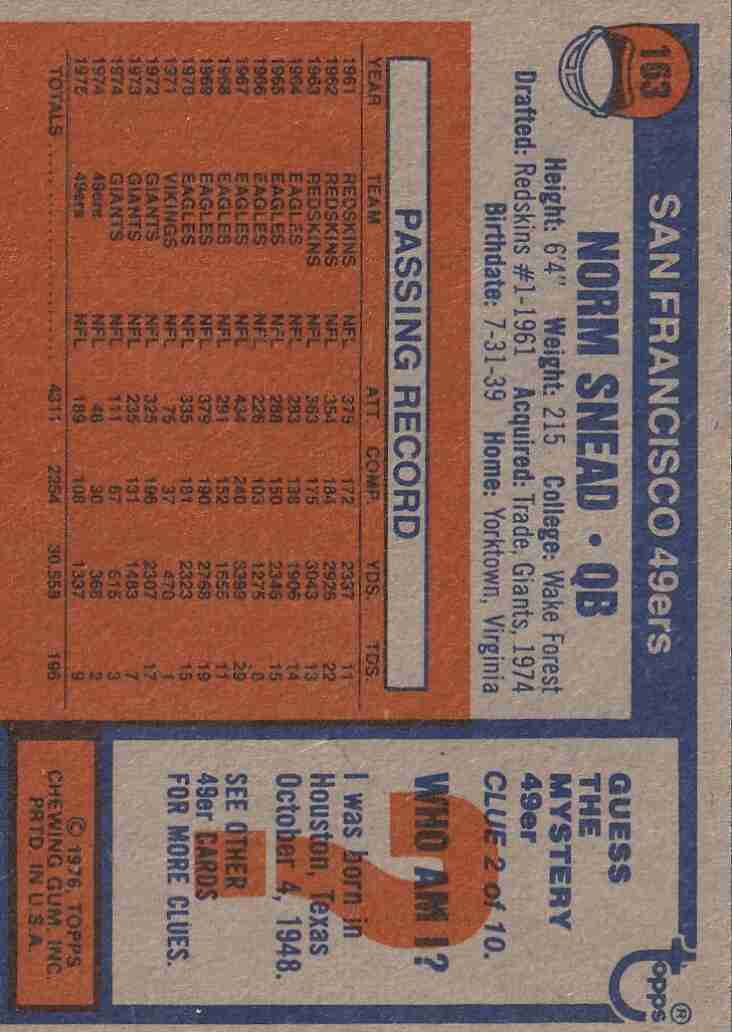 163
SAN FRANCISCO 49ers
NORM SNEAD • QB
Height: 6'4" Weight: 215 College: Wake Forest
Drafted: Redskins #1-1961 Acquired: Trade, Giants, 1974
Birthdate: 7-31-39 Home: Yorktown, Virginia
PASSING RECORD
YEAR TEAM ATT. COMP. YDS. TDS.
1961 REDSKINS NFL 375 172 2337 11
1962 REDSKINS NFL 354 184 2926 22
1963 REDSKINS NFL 363 175 3043 13
1964 EAGLES NFL 283 138 1906 14
1965 EAGLES NFL 288 150 2346 15
1966 EAGLES NFL 226 103 1275 8
1967 EAGLES NFL 434 240 3399 29
1968 EAGLES NFL 291 152 1655 11
1969 EAGLES NFL 379 190 2768 19
1970 EAGLES NFL 335 181 2323 15
1971 VIKINGS NFL 75 37 470 1
1972 GIANTS NFL 325 196 2307 17
1973 GIANTS NFL 235 131 1483 7
1974 GIANTS NFL 111 67 615 3
1974 49ers NFL 48 30 368 2
1975 49ers NFL 189 108 1337 9
TOTALS 4311 2254 30,559 196
topps®
GUESS
THE
MYSTERY
49er
CLUE 2 of 10.
WHO AM I?
I was born in
Houston, Texas
October 4, 1948.
SEE OTHER
49er CARDS
FOR MORE CLUES.
© 1976, TOPPS
CHEWING GUM, INC.
PRTD. IN U.S.A.